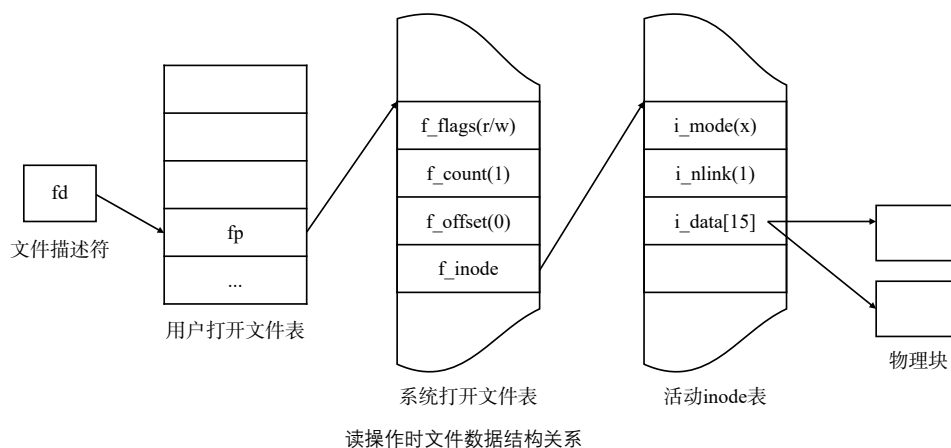 fd
文件描述符
fp
...
用户打开文件表
f_flags(r/w)
f_count(1)
f_offset(0)
f_inode
系统打开文件表
i_mode(x)
i_nlink(1)
i_data[15]
活动inode表
物理块
读操作时文件数据结构关系